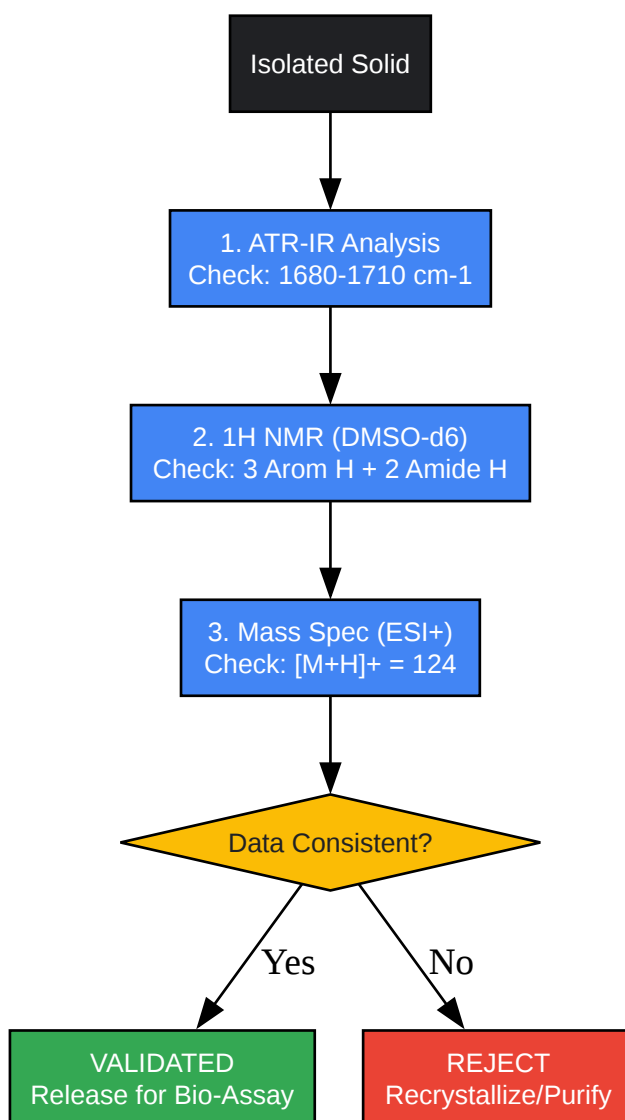 Isolated Solid
1. ATR-IR Analysis
Check: 1680-1710 cm-1
2. 1H NMR (DMSO-d6)
Check: 3 Arom H + 2 Amide H
3. Mass Spec (ESI+)
Check: [M+H]+ = 124
Data Consistent?
Yes
No
VALIDATED
Release for Bio-Assay
REJECT
Recrystallize/Purify